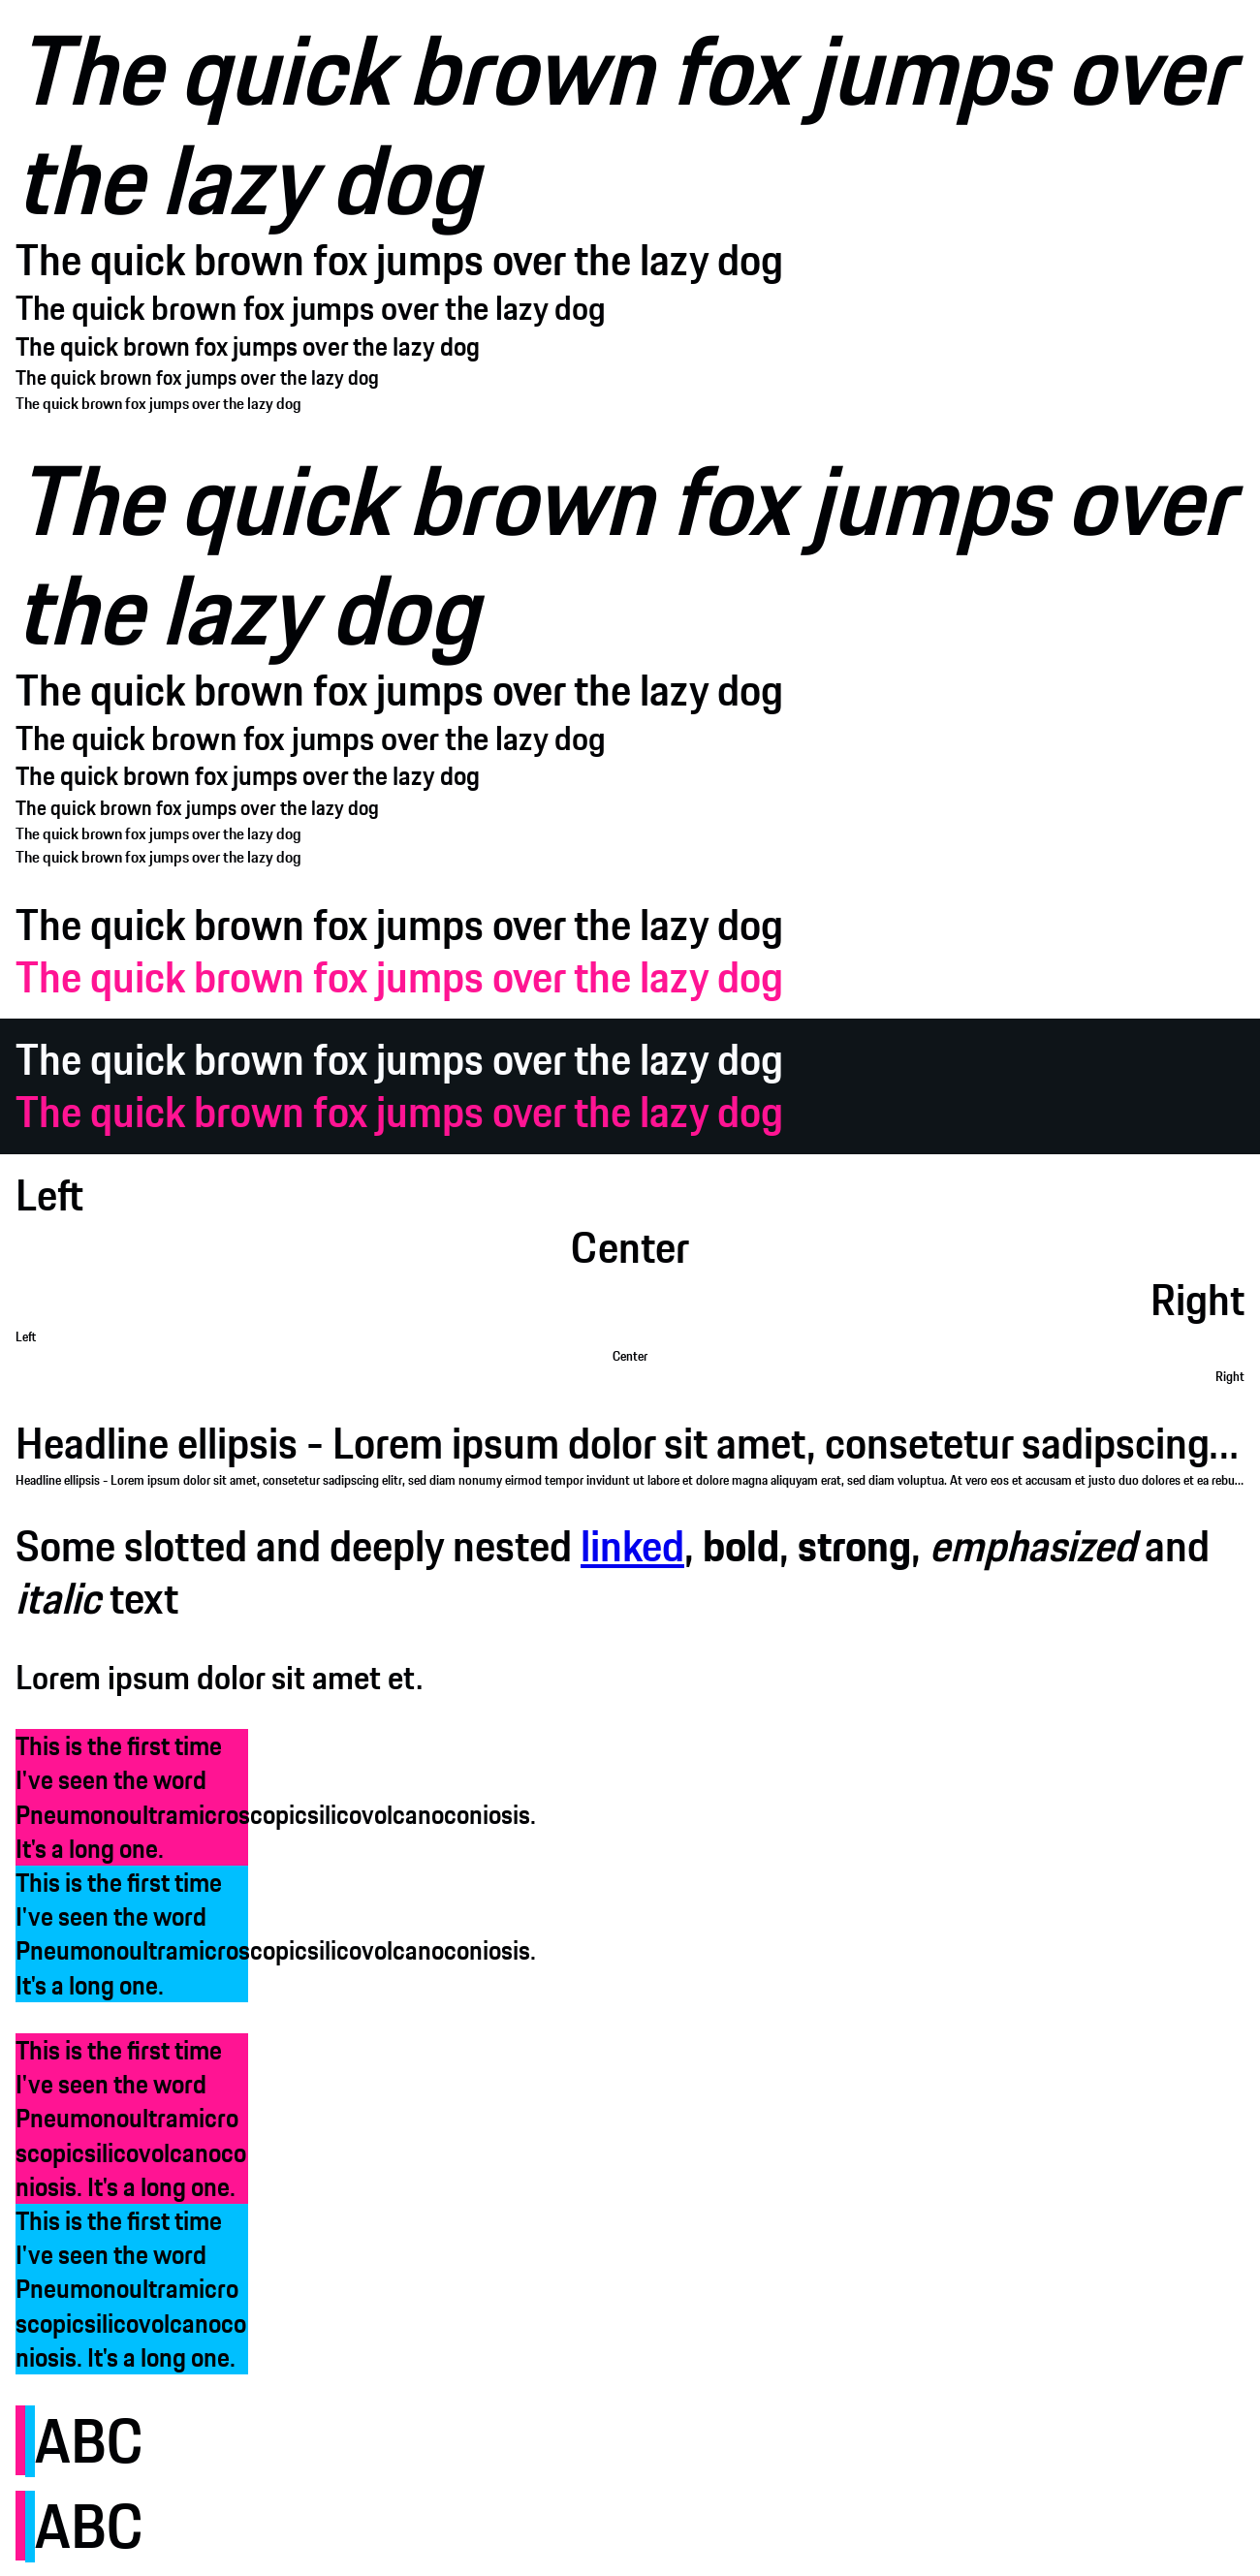 The quick brown fox jumps over
the lazy dog
The quick brown fox jumps over the lazy dog
The quick brown fox jumps over the lazy dog
The quick brown fox jumps over the lazy dog
The quick brown fox jumps over the lazy dog
The quick brown fox jumps over the lazy dog
The quick brown fox jumps over
the lazy dog
The quick brown fox jumps over the lazy dog
The quick brown fox jumps over the lazy dog
The quick brown fox jumps over the lazy dog
The quick brown fox jumps over the lazy dog
The quick brown fox jumps over the lazy dog
The quick brown fox jumps over the lazy dog
The quick brown fox jumps over the lazy dog
The quick brown fox jumps over the lazy dog
The quick brown fox jumps over the lazy dog
The quick brown fox jumps over the lazy dog
Left
Center
Right
Left
Center
Right
Headline ellipsis - Lorem ipsum dolor sit amet, consetetur sadipscing...
Headline ellipsis - Lorem ipsum dolor sit amet, consetetur sadipscing elitr, sed diam nonumy eirmod tempor invidunt ut labore et dolore magna aliquyam erat, sed diam voluptua. At vero eos et accusam et justo duo dolores et ea rebu...
Some slotted and deeply nested linked, bold, strong, emphasized and
italic text
Lorem ipsum dolor sit amet et.
This is the first time
I've seen the word
Pneumonoultramicroscopicsilicovolcanoconiosis.
It's a long one.
This is the first time
I've seen the word
Pneumonoultramicroscopicsilicovolcanoconiosis.
It's a long one.
This is the first time
I've seen the word
Pneumonoultramicro
scopicsilicovolcanoco
niosis. It's a long one.
This is the first time
I've seen the word
Pneumonoultramicro
scopicsilicovolcanoco
niosis. It's a long one.
ABC
ABC